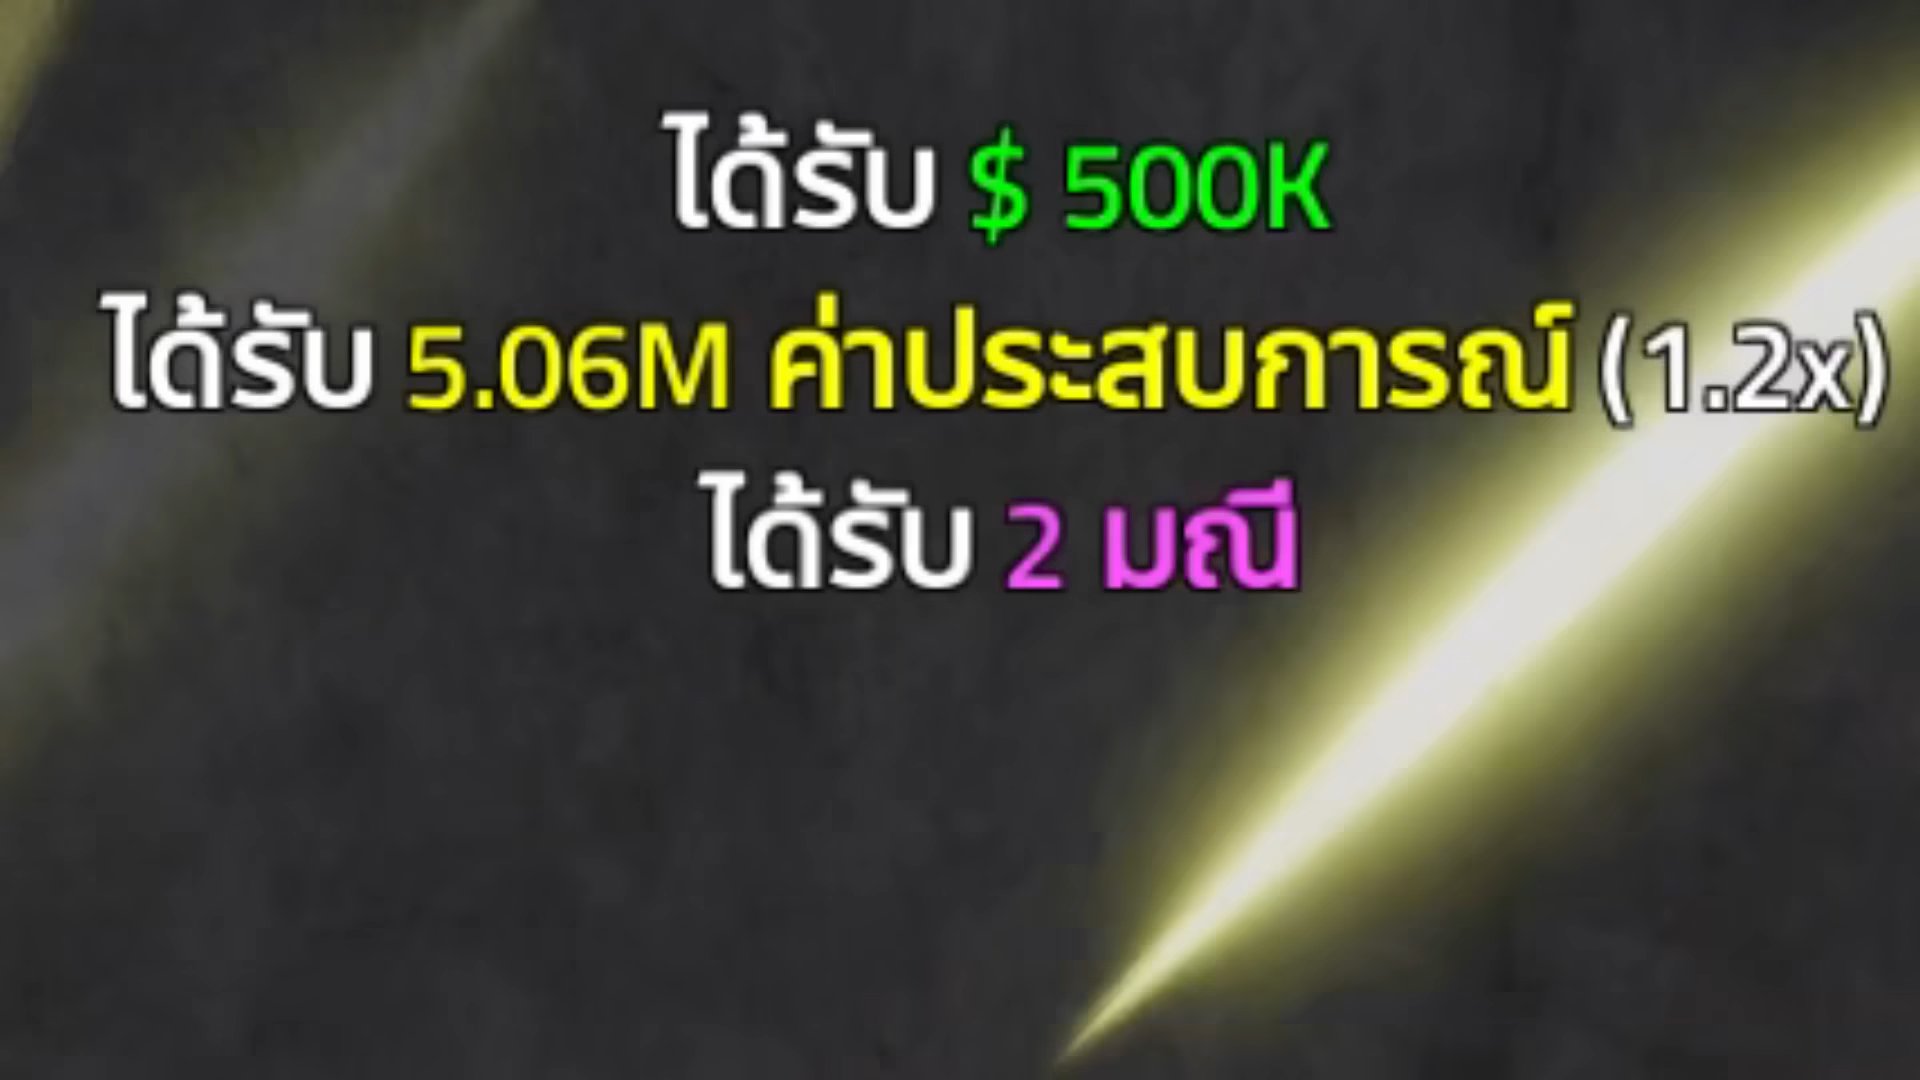 ได้รับ $ 500K
ได้รับ 5.06M ค่าประสบการณ์ (1.2x)
ได้รับ 2 มณี